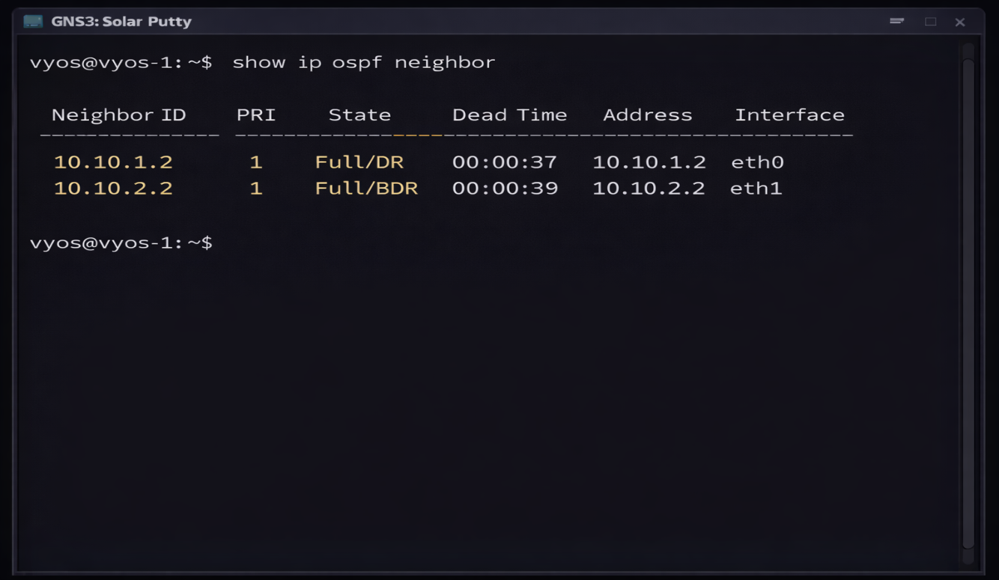 GNS3: Solar Putty
vyos@vyos-1:~$ show ip ospf neighbor
Neighbor ID PRI State Dead Time Address Interface
10.10.1.2 1 Full/DR 00:00:37 10.10.1.2 eth0
10.10.2.2 1 Full/BDR 00:00:39 10.10.2.2 eth1
vyos@vyos-1:~$